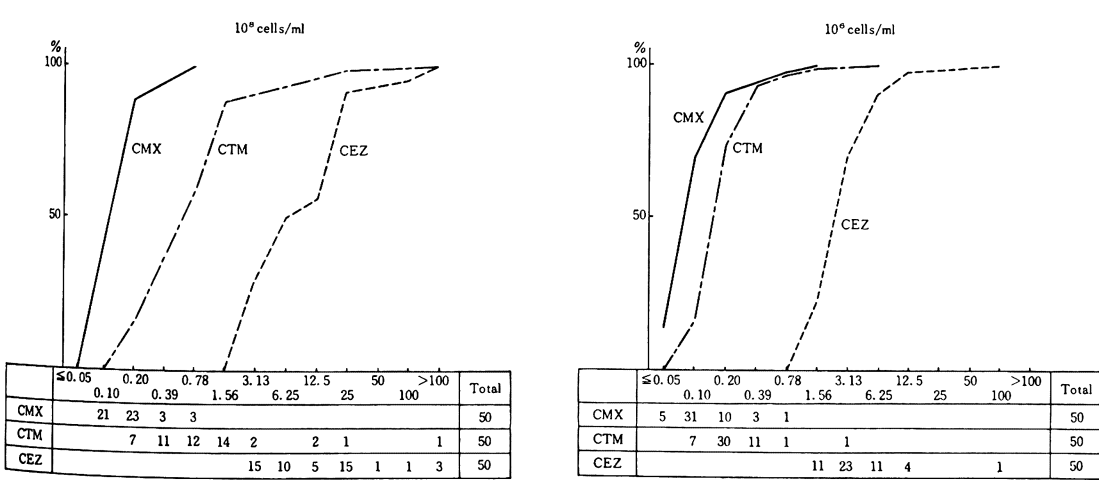 10⁸ cells/ml
%
100
CMX
CTM
CEZ
50
≦0.05 0.20 0.78 3.13 12.5 50 >100 Total
0.10 0.39 1.56 6.25 25 100
CMX 21 23 3 3 50
CTM 7 11 12 14 2 2 1 1 50
CEZ 15 10 5 15 1 1 3 50
10⁶ cells/ml
%
100
CMX
CTM
50
CEZ
≦0.05 0.20 0.78 3.13 12.5 50 >100 Total
0.10 0.39 1.56 6.25 25 100
CMX 5 31 10 3 1 50
CTM 7 30 11 1 1 50
CEZ 11 23 11 4 1 50